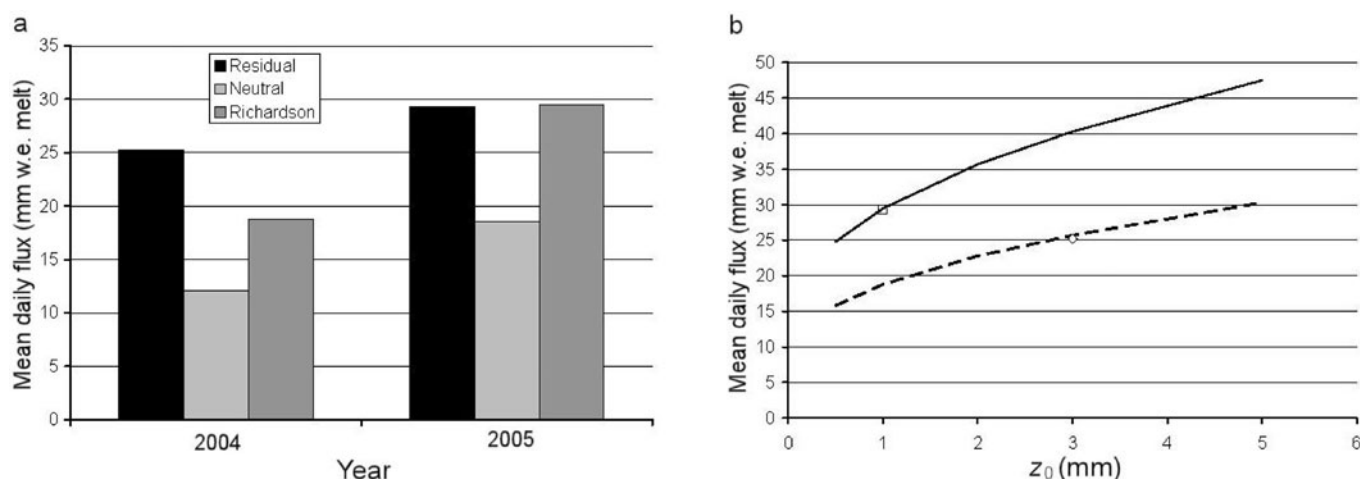 a
Mean daily flux (mm w.e. melt)
35
30
25
20
15
10
5
0
Residual
Neutral
Richardson
2004
2005
Year
b
Mean daily flux (mm w.e. melt)
50
45
40
35
30
25
20
15
10
5
0
0 1 2 3 4 5 6
z₀ (mm)